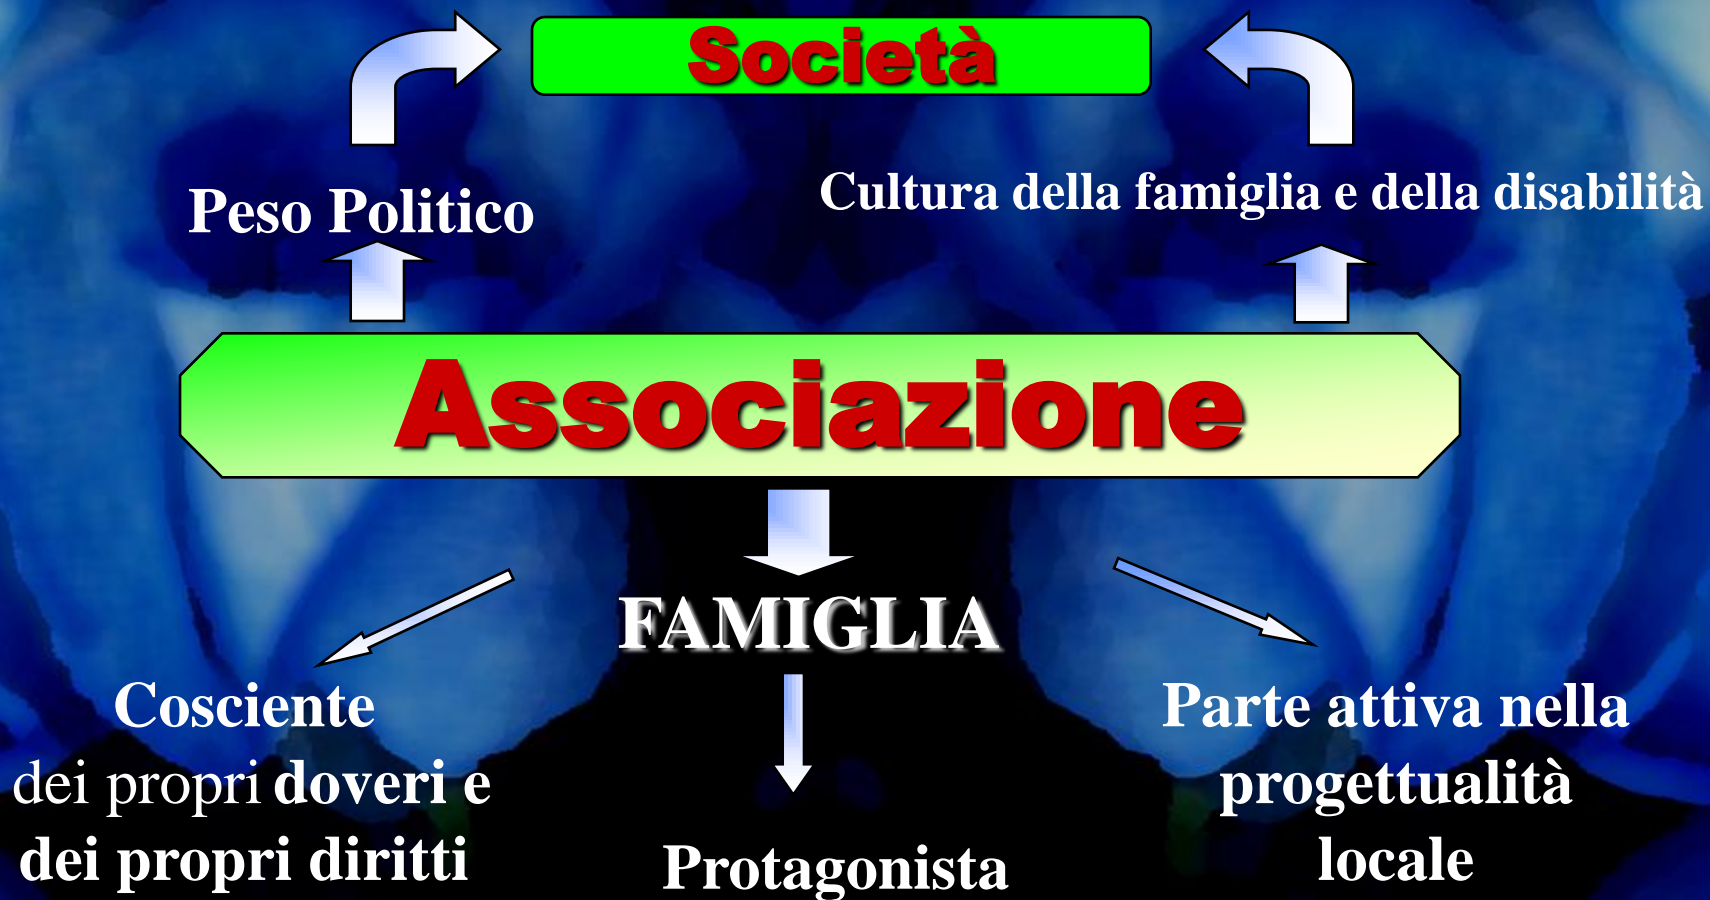 Società
Peso Politico
Cultura della famiglia e della disabilità
Associazione
FAMIGLIA
Cosciente
dei propri doveri e
dei propri diritti
Protagonista
Parte attiva nella
progettualità
locale